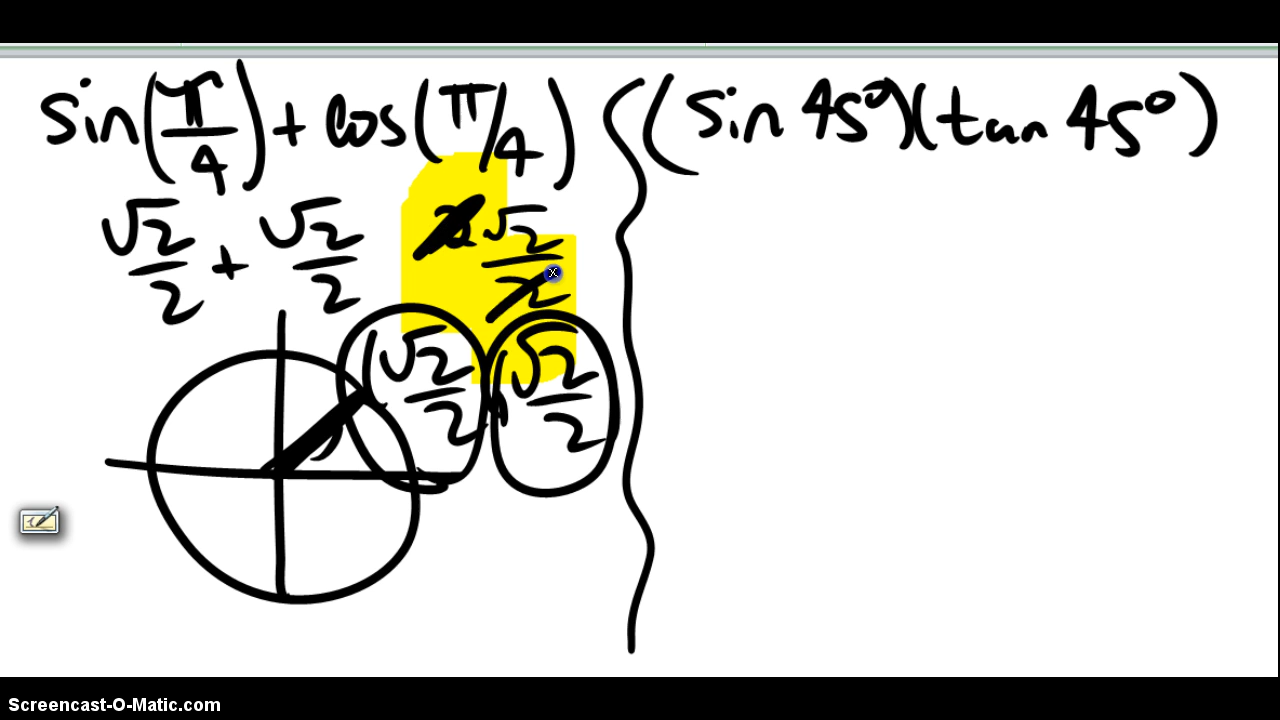 sin(π/4) + cos(π/4)
(sin 45°)(tan 45°)
√2/2 + √2/2
2√2/2
(√2/2, √2/2)
Screencast-O-Matic.com